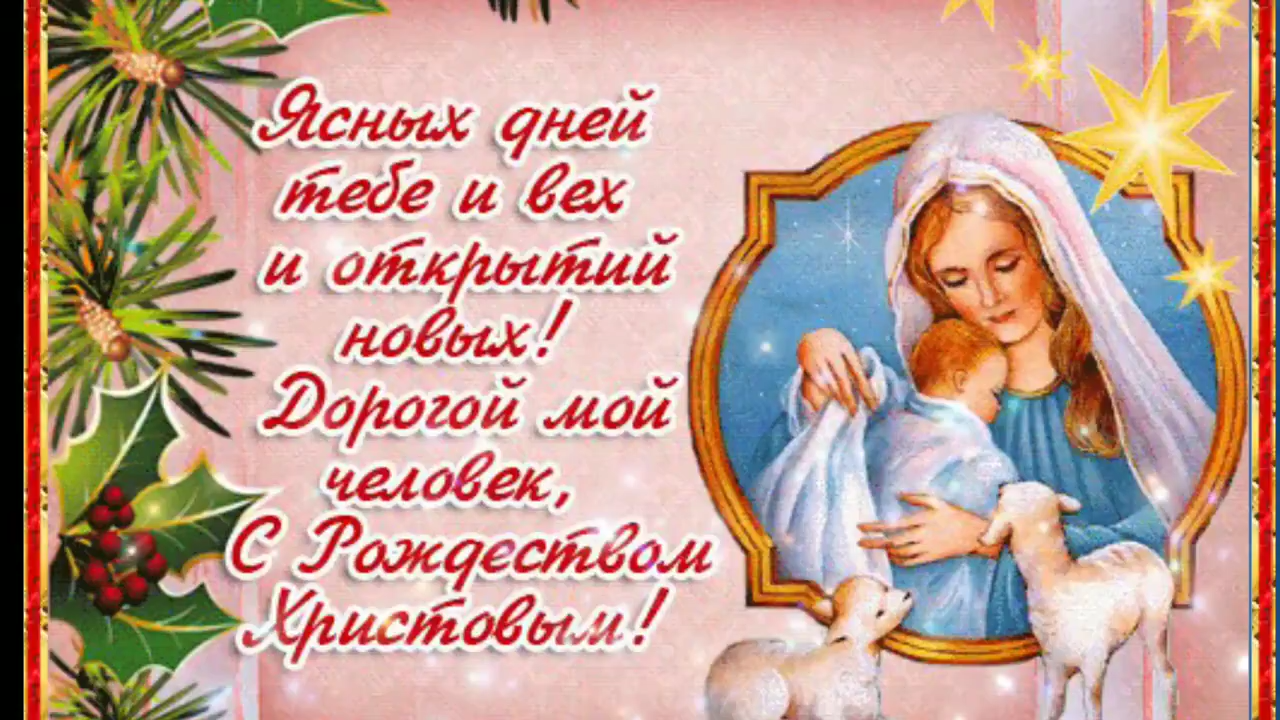 Ясных дней
тебе и вех
и открытий
новых!
Дорогой мой
человек,
С Рождеством
Христовым!